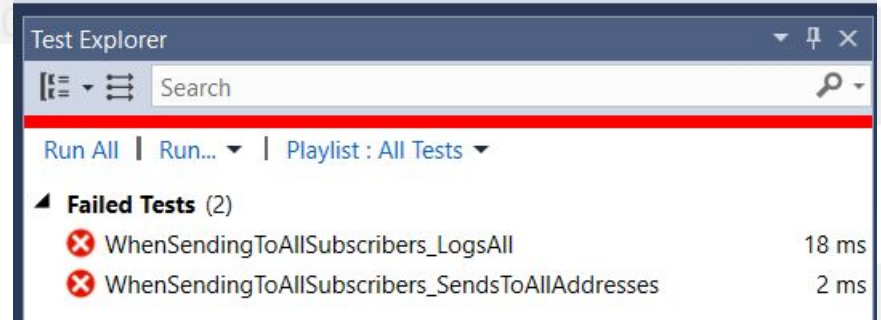 Test Explorer
Search
Run All | Run... | Playlist : All Tests
Failed Tests (2)
WhenSendingToAllSubscribers_LogsAll 18 ms
WhenSendingToAllSubscribers_SendsToAllAddresses 2 ms